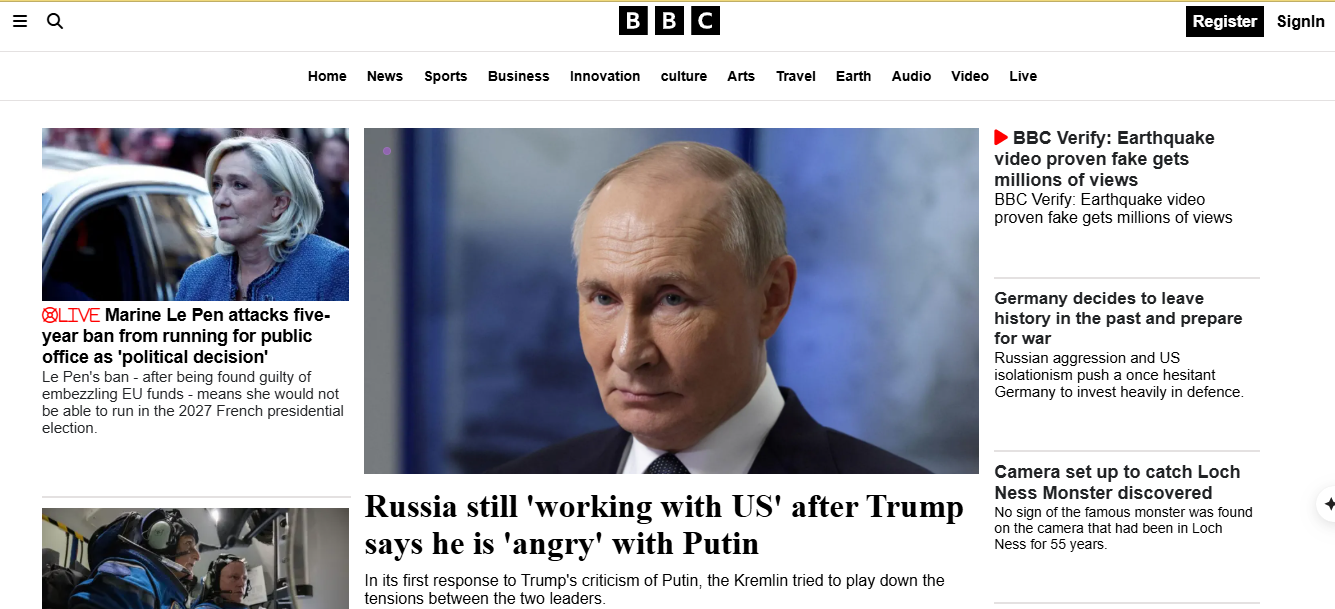 BBC
Register SignIn
Home News Sports Business Innovation culture Arts Travel Earth Audio Video Live
LIVE Marine Le Pen attacks five-
year ban from running for public
office as 'political decision'
Le Pen's ban - after being found guilty of
embezzling EU funds - means she would not
be able to run in the 2027 French presidential
election.
Russia still 'working with US' after Trump
says he is 'angry' with Putin
In its first response to Trump's criticism of Putin, the Kremlin tried to play down the
tensions between the two leaders.
BBC Verify: Earthquake
video proven fake gets
millions of views
BBC Verify: Earthquake video
proven fake gets millions of views
Germany decides to leave
history in the past and prepare
for war
Russian aggression and US
isolationism push a once hesitant
Germany to invest heavily in defence.
Camera set up to catch Loch
Ness Monster discovered
No sign of the famous monster was found
on the camera that had been in Loch
Ness for 55 years.